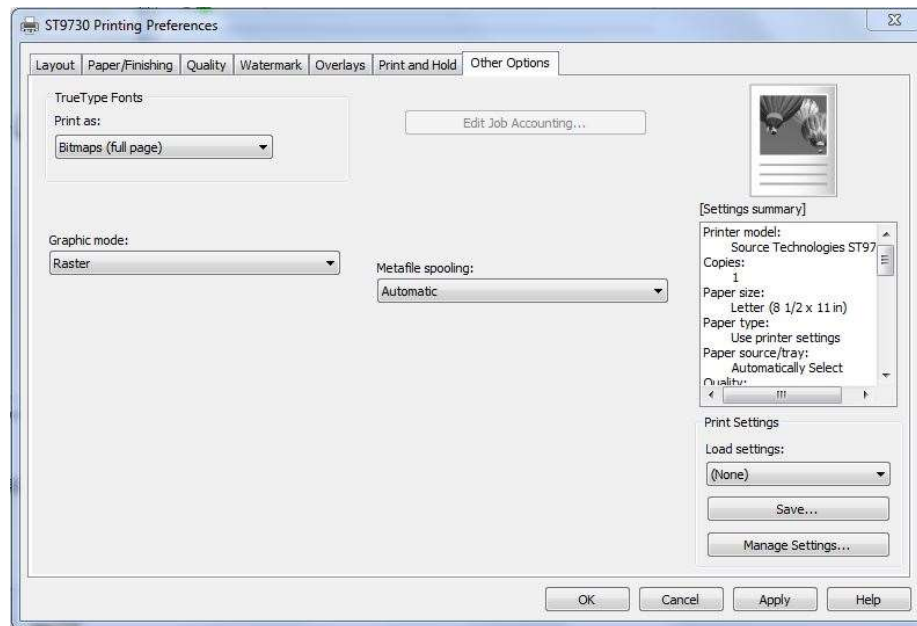 ST9730 Printing Preferences
Layout Paper/Finishing Quality Watermark Overlays Print and Hold Other Options
TrueType Fonts
Print as:
Bitmaps (full page)
Edit Job Accounting...
Graphic mode:
Raster
Metafile spooling:
Automatic
[Settings summary]
Printer model:
Source Technologies ST97
Copies:
1
Paper size:
Letter (8 1/2 x 11 in)
Paper type:
Use printer settings
Paper source/tray:
Automatically Select
Quality:
Print Settings
Load settings:
(None)
Save...
Manage Settings...
OK Cancel Apply Help